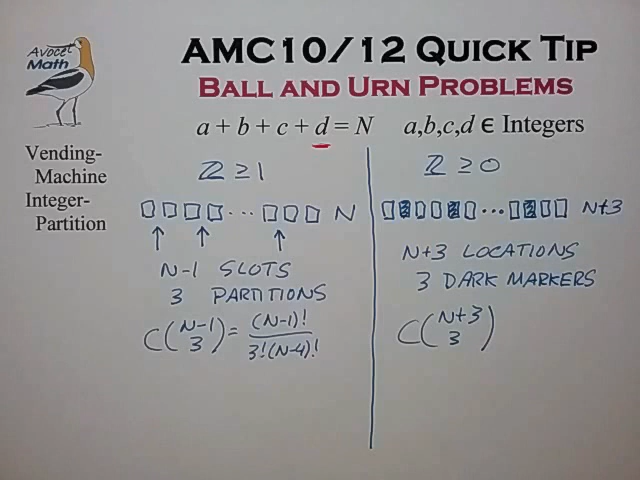 Avocet
Math
AMC10/12 QUICK TIP
BALL AND URN PROBLEMS
a + b + c + d = N a,b,c,d ∈ Integers
Vending-
Machine
Integer-
Partition
ℤ ≥ 1
... N
N-1 SLOTS
3 PARTITIONS
C(N-1 3) = (N-1)! / 3!(N-4)!
ℤ ≥ 0
... N+3
N+3 LOCATIONS
3 DARK MARKERS
C(N+3 3)